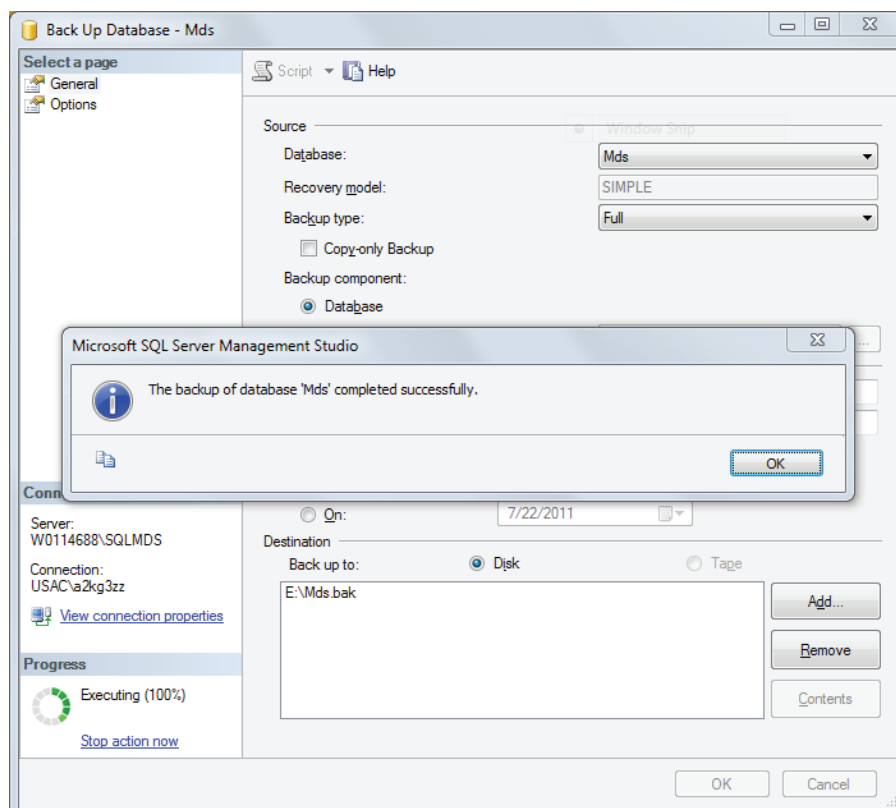 Back Up Database - Mds
Select a page
General
Options
Script
Help
Source
Window Snip
Database:
Mds
Recovery model:
SIMPLE
Backup type:
Full
Copy-only Backup
Backup component:
Database
...
Microsoft SQL Server Management Studio
The backup of database 'Mds' completed successfully.
OK
On:
7/22/2011
Destination
Back up to:
Disk
Tape
E:\Mds.bak
Add...
Remove
Contents
Server:
W0114688\SQLMDS
Connection:
USAC\a2kg3zz
View connection properties
Progress
Executing (100%)
Stop action now
OK
Cancel